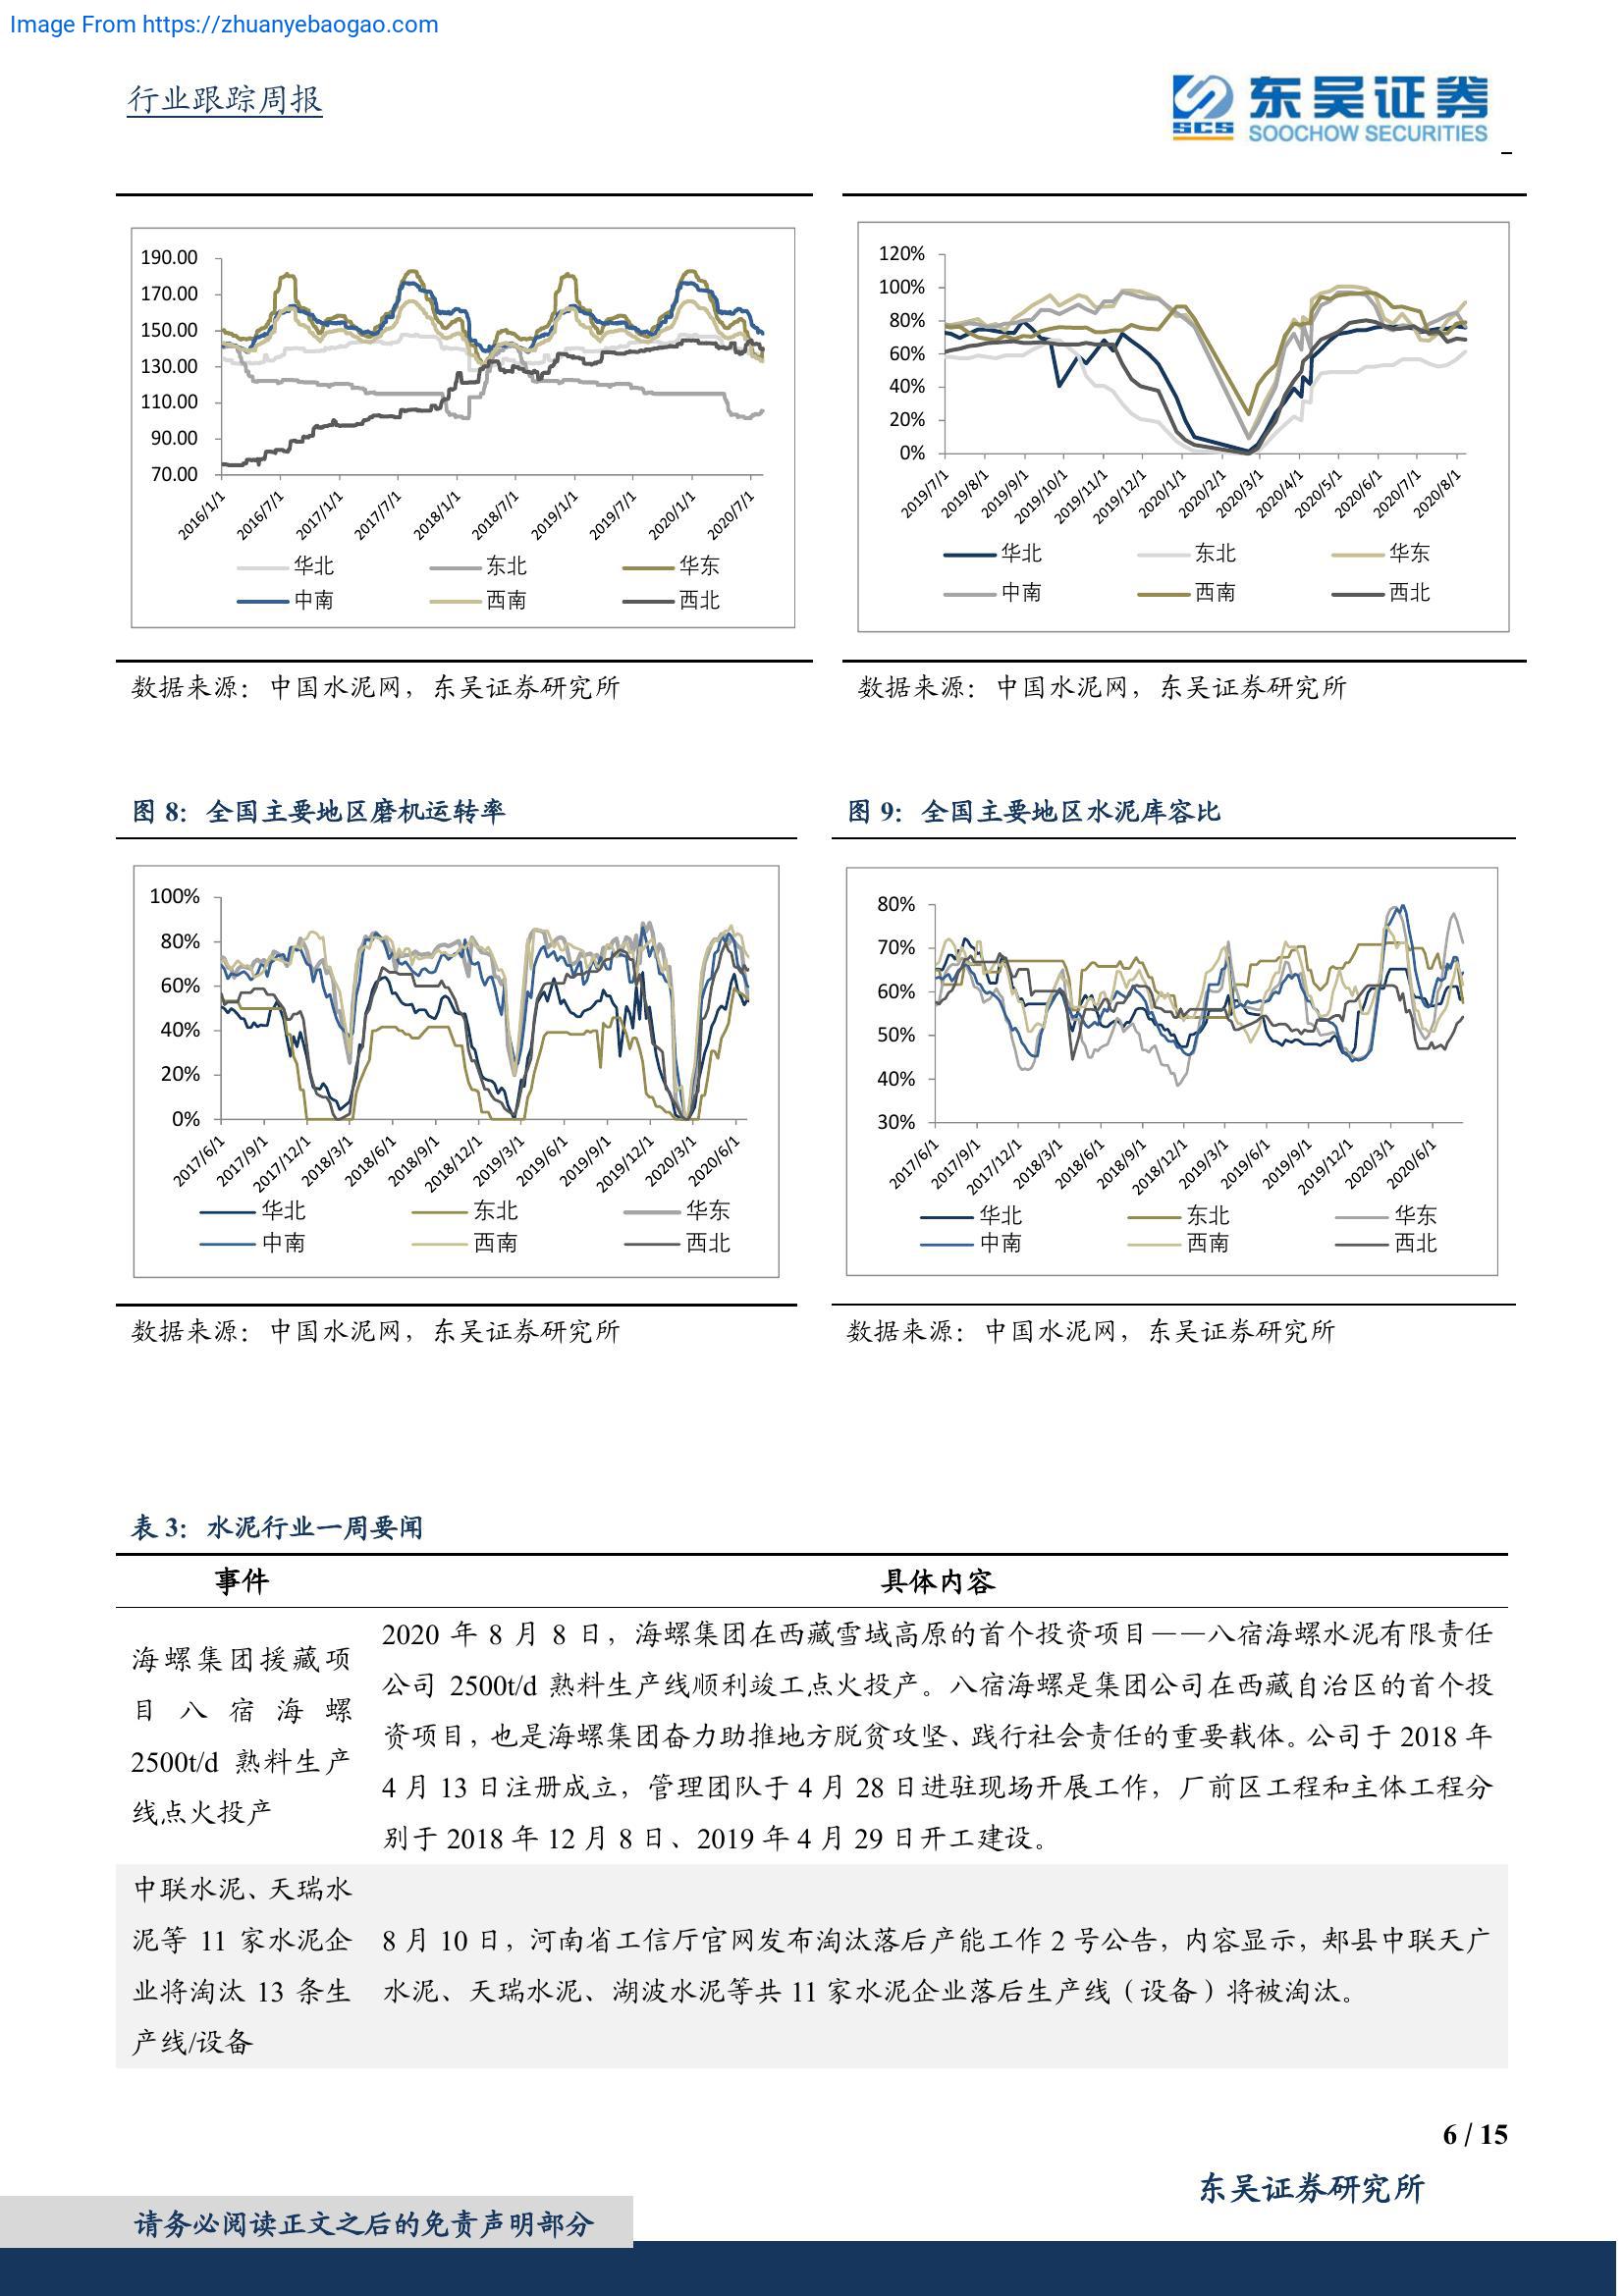 Image From https://zhuanyebaogao.com
行业跟踪周报
SCS
东吴证券
SOOCHOW SECURITIES
190.00
170.00
150.00
130.00
110.00
90.00
70.00
2016/1/1
2016/7/1
2017/1/1
2017/7/1
2018/1/1
2018/7/1
2019/1/1
2019/7/1
2020/1/1
2020/7/1
华北 东北 华东
中南 西南 西北
120%
100%
80%
60%
40%
20%
0%
2019/7/1
2019/8/1
2019/9/1
2019/10/1
2019/11/1
2019/12/1
2020/1/1
2020/2/1
2020/3/1
2020/4/1
2020/5/1
2020/6/1
2020/7/1
2020/8/1
华北 东北 华东
中南 西南 西北
数据来源：中国水泥网，东吴证券研究所
数据来源：中国水泥网，东吴证券研究所
图 8：全国主要地区磨机运转率
100%
80%
60%
40%
20%
0%
2017/6/1
2017/9/1
2017/12/1
2018/3/1
2018/6/1
2018/9/1
2018/12/1
2019/3/1
2019/6/1
2019/9/1
2019/12/1
2020/3/1
2020/6/1
华北 东北 华东
中南 西南 西北
数据来源：中国水泥网，东吴证券研究所
图 9：全国主要地区水泥库容比
80%
70%
60%
50%
40%
30%
2017/6/1
2017/9/1
2017/12/1
2018/3/1
2018/6/1
2018/9/1
2018/12/1
2019/3/1
2019/6/1
2019/9/1
2019/12/1
2020/3/1
2020/6/1
华北 东北 华东
中南 西南 西北
数据来源：中国水泥网，东吴证券研究所
表 3：水泥行业一周要闻
事件 具体内容
海螺集团援藏项
目八宿海螺
2500t/d 熟料生产
线点火投产
2020 年 8 月 8 日，海螺集团在西藏雪域高原的首个投资项目——八宿海螺水泥有限责任
公司 2500t/d 熟料生产线顺利竣工点火投产。八宿海螺是集团公司在西藏自治区的首个投
资项目，也是海螺集团奋力助推地方脱贫攻坚、践行社会责任的重要载体。公司于 2018 年
4 月 13 日注册成立，管理团队于 4 月 28 日进驻现场开展工作，厂前区工程和主体工程分
别于 2018 年 12 月 8 日、2019 年 4 月 29 日开工建设。
中联水泥、天瑞水
泥等 11 家水泥企
业将淘汰 13 条生
产线/设备
8 月 10 日，河南省工信厅官网发布淘汰落后产能工作 2 号公告，内容显示，郏县中联天广
水泥、天瑞水泥、湖波水泥等共 11 家水泥企业落后生产线（设备）将被淘汰。
6 / 15
东吴证券研究所
请务必阅读正文之后的免责声明部分